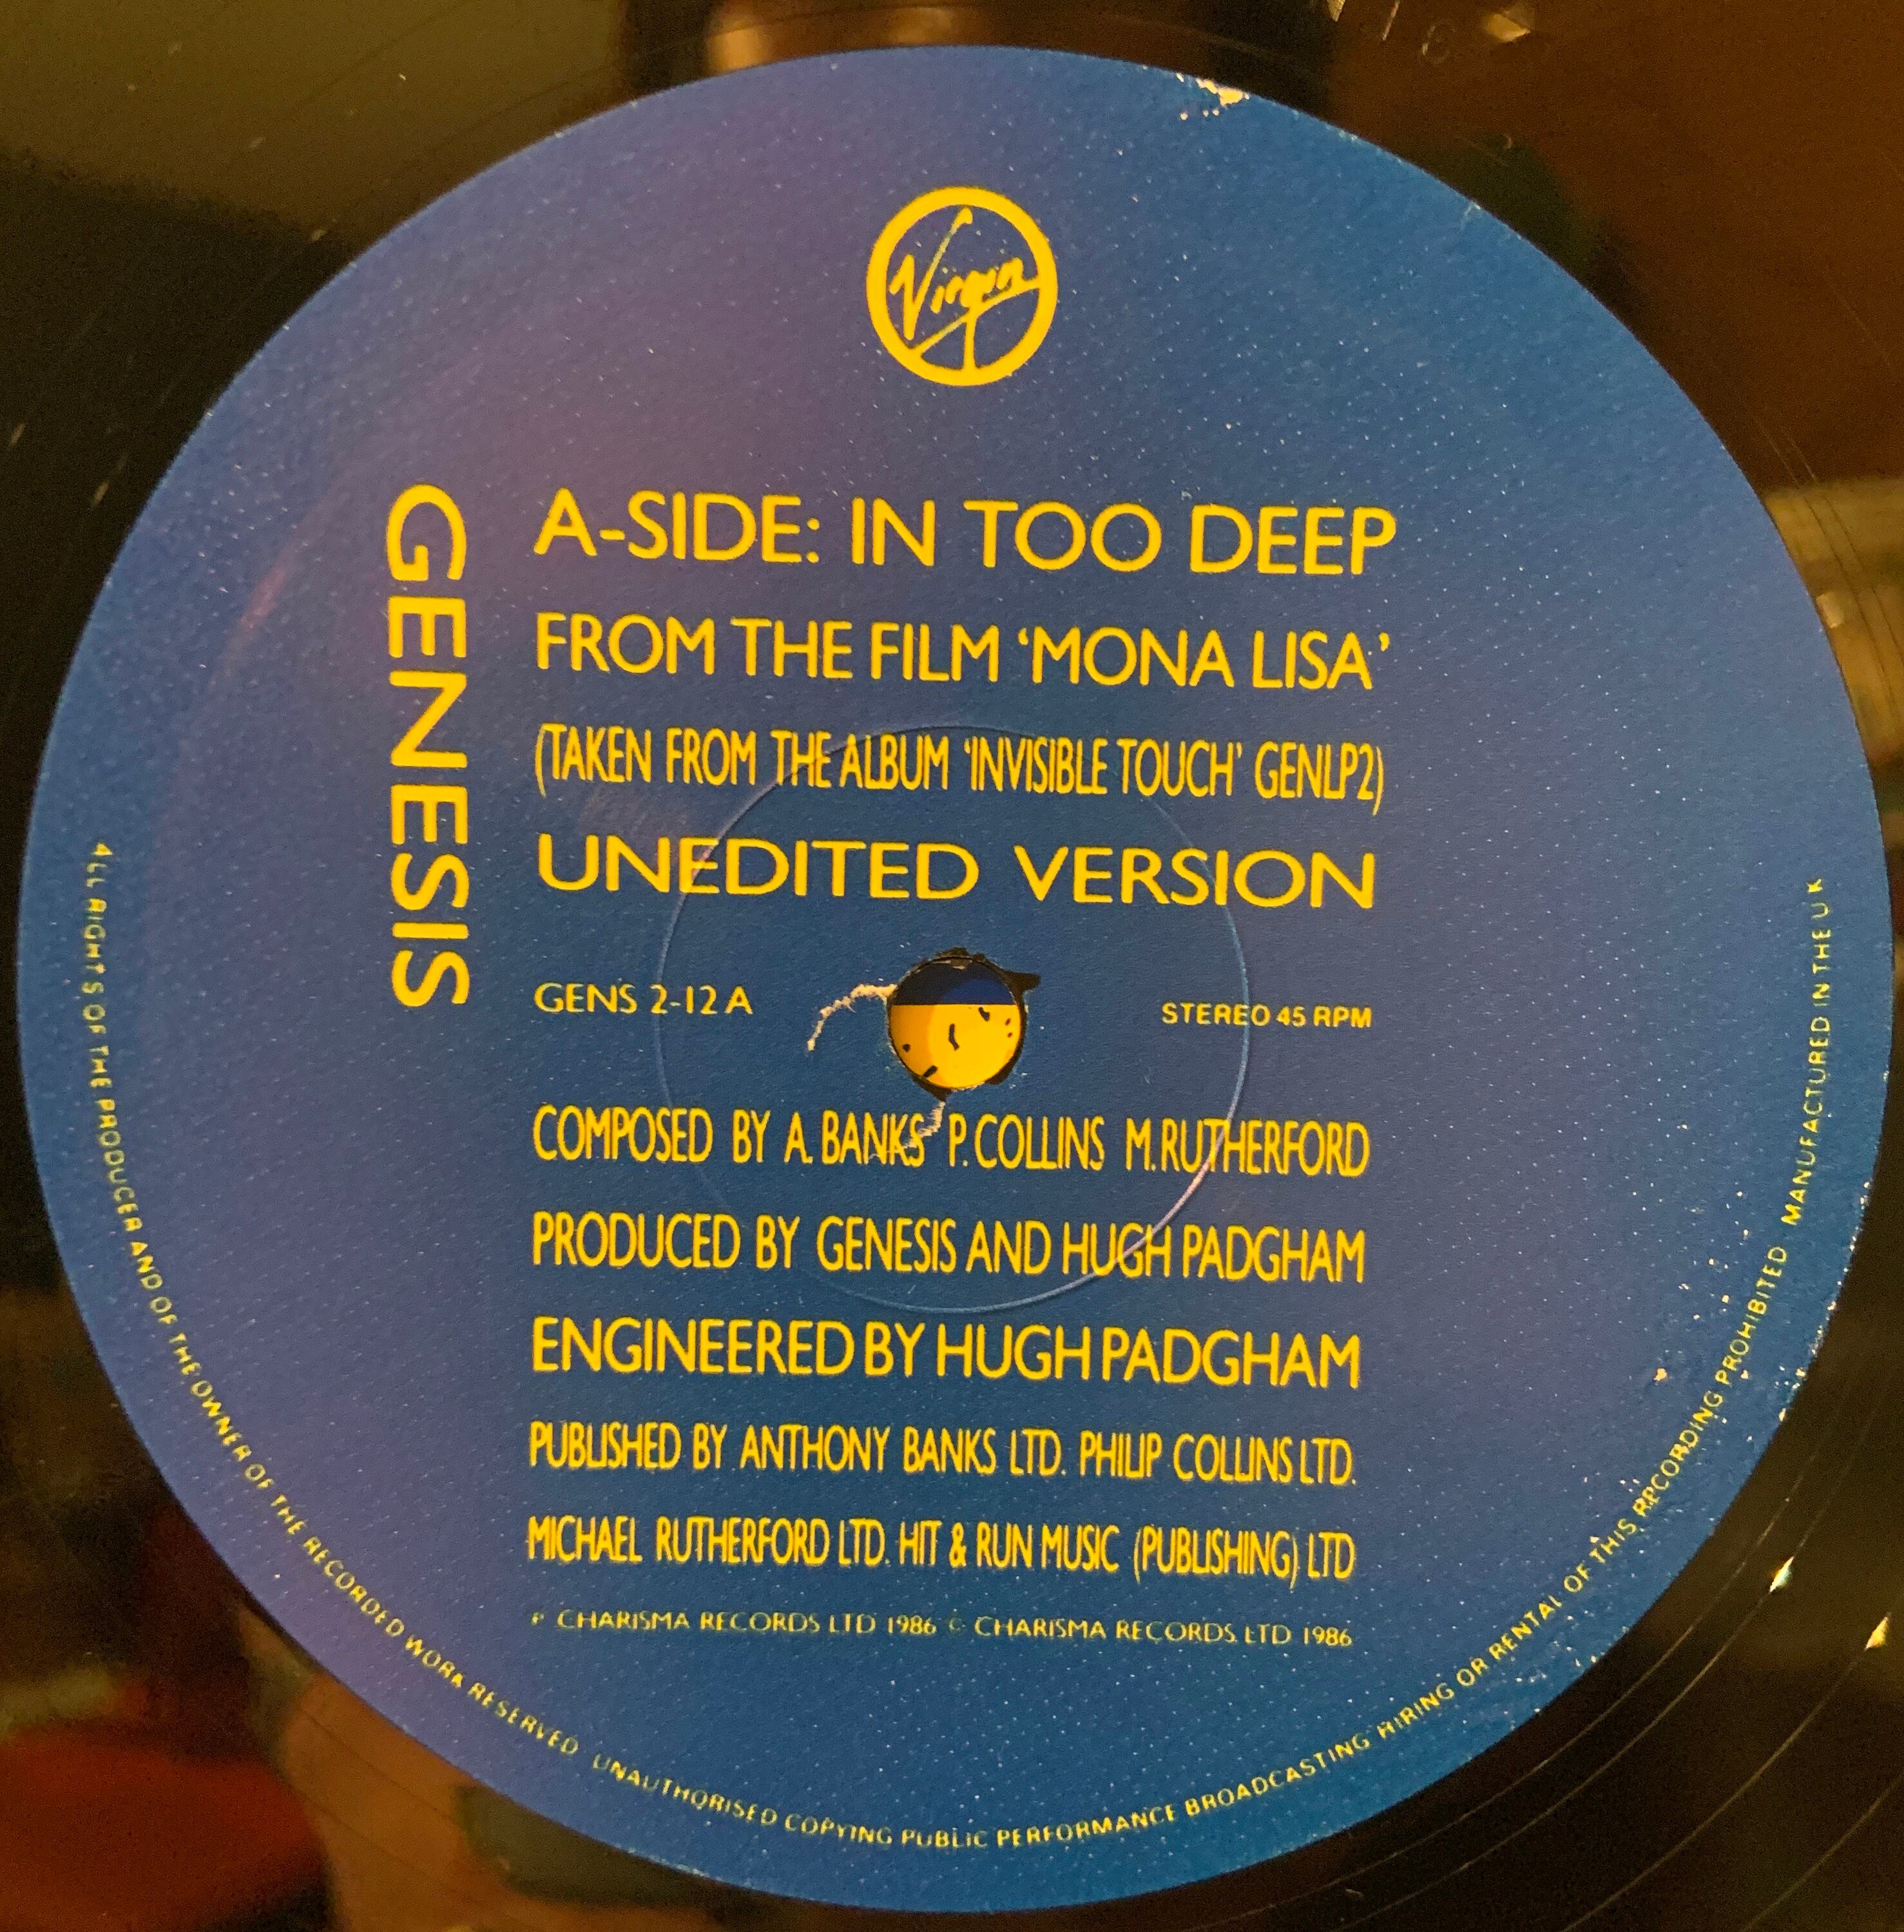 Virgin
GENESIS
A-SIDE: IN TOO DEEP
FROM THE FILM ‘MONA LISA’
(TAKEN FROM THE ALBUM ‘INVISIBLE TOUCH’ GENLP2)
UNEDITED VERSION
GENS 2-12 A
STEREO 45 RPM
COMPOSED BY A. BANKS P. COLLINS M. RUTHERFORD
PRODUCED BY GENESIS AND HUGH PADGHAM
ENGINEERED BY HUGH PADGHAM
PUBLISHED BY ANTHONY BANKS LTD. PHILIP COLLINS LTD.
MICHAEL RUTHERFORD LTD. HIT & RUN MUSIC (PUBLISHING) LTD
℗ CHARISMA RECORDS LTD 1986 © CHARISMA RECORDS LTD 1986
ALL RIGHTS OF THE PRODUCER AND OF THE OWNER OF THE RECORDED WORK RESERVED UNAUTHORISED COPYING PUBLIC PERFORMANCE BROADCASTING HIRING OR RENTAL OF THIS RECORDING PROHIBITED MANUFACTURED IN THE U K